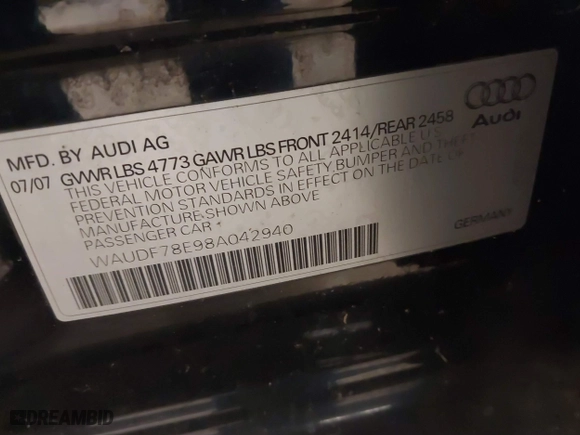 MFD. BY AUDI AG
07/07 GVWR LBS 4773 GAWR LBS FRONT 2414/REAR 2458
THIS VEHICLE CONFORMS TO ALL APPLICABLE U.S.
FEDERAL MOTOR VEHICLE SAFETY, BUMPER AND THEFT
PREVENTION STANDARDS IN EFFECT ON THE DATE OF
MANUFACTURE SHOWN ABOVE
PASSENGER CAR
WAUDF78E98A042940
Audi
GERMANY
DREAMBID